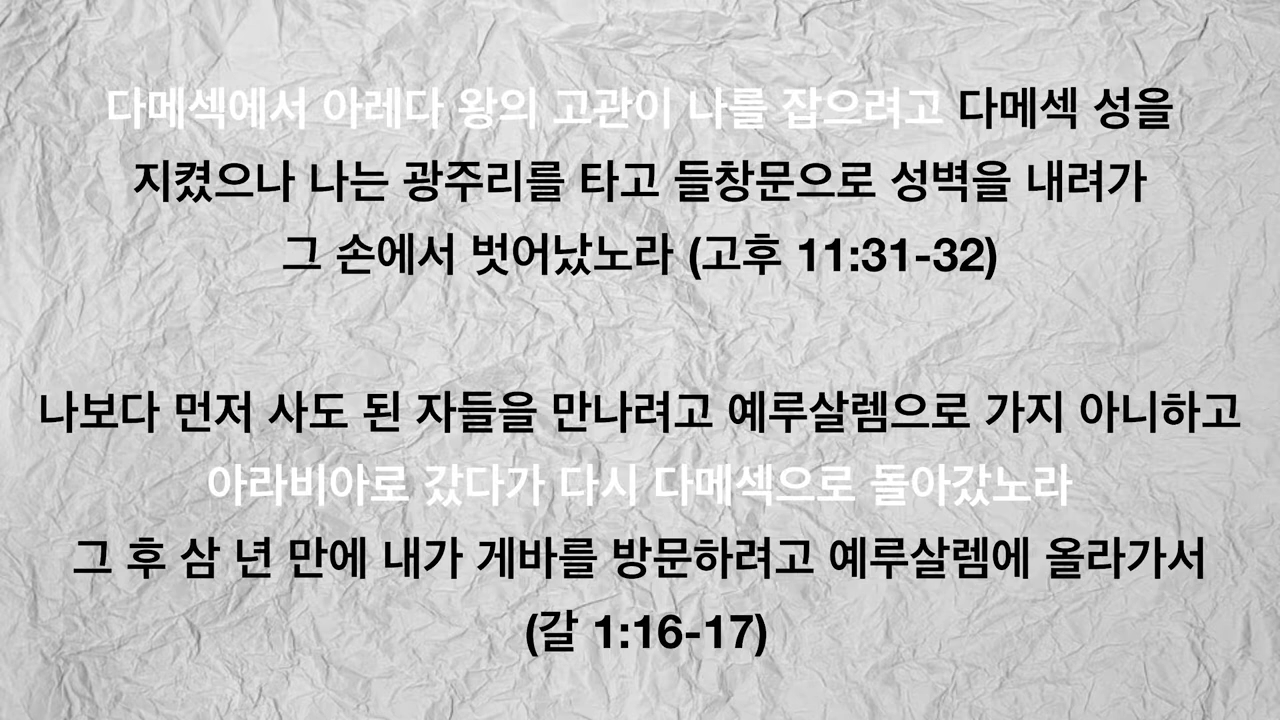 다메섹에서 아레다 왕의 고관이 나를 잡으려고 다메섹 성을
지켰으나 나는 광주리를 타고 들창문으로 성벽을 내려가
그 손에서 벗어났노라 (고후 11:31-32)
나보다 먼저 사도 된 자들을 만나려고 예루살렘으로 가지 아니하고
아라비아로 갔다가 다시 다메섹으로 돌아갔노라
그 후 삼 년 만에 내가 게바를 방문하려고 예루살렘에 올라가서
(갈 1:16-17)